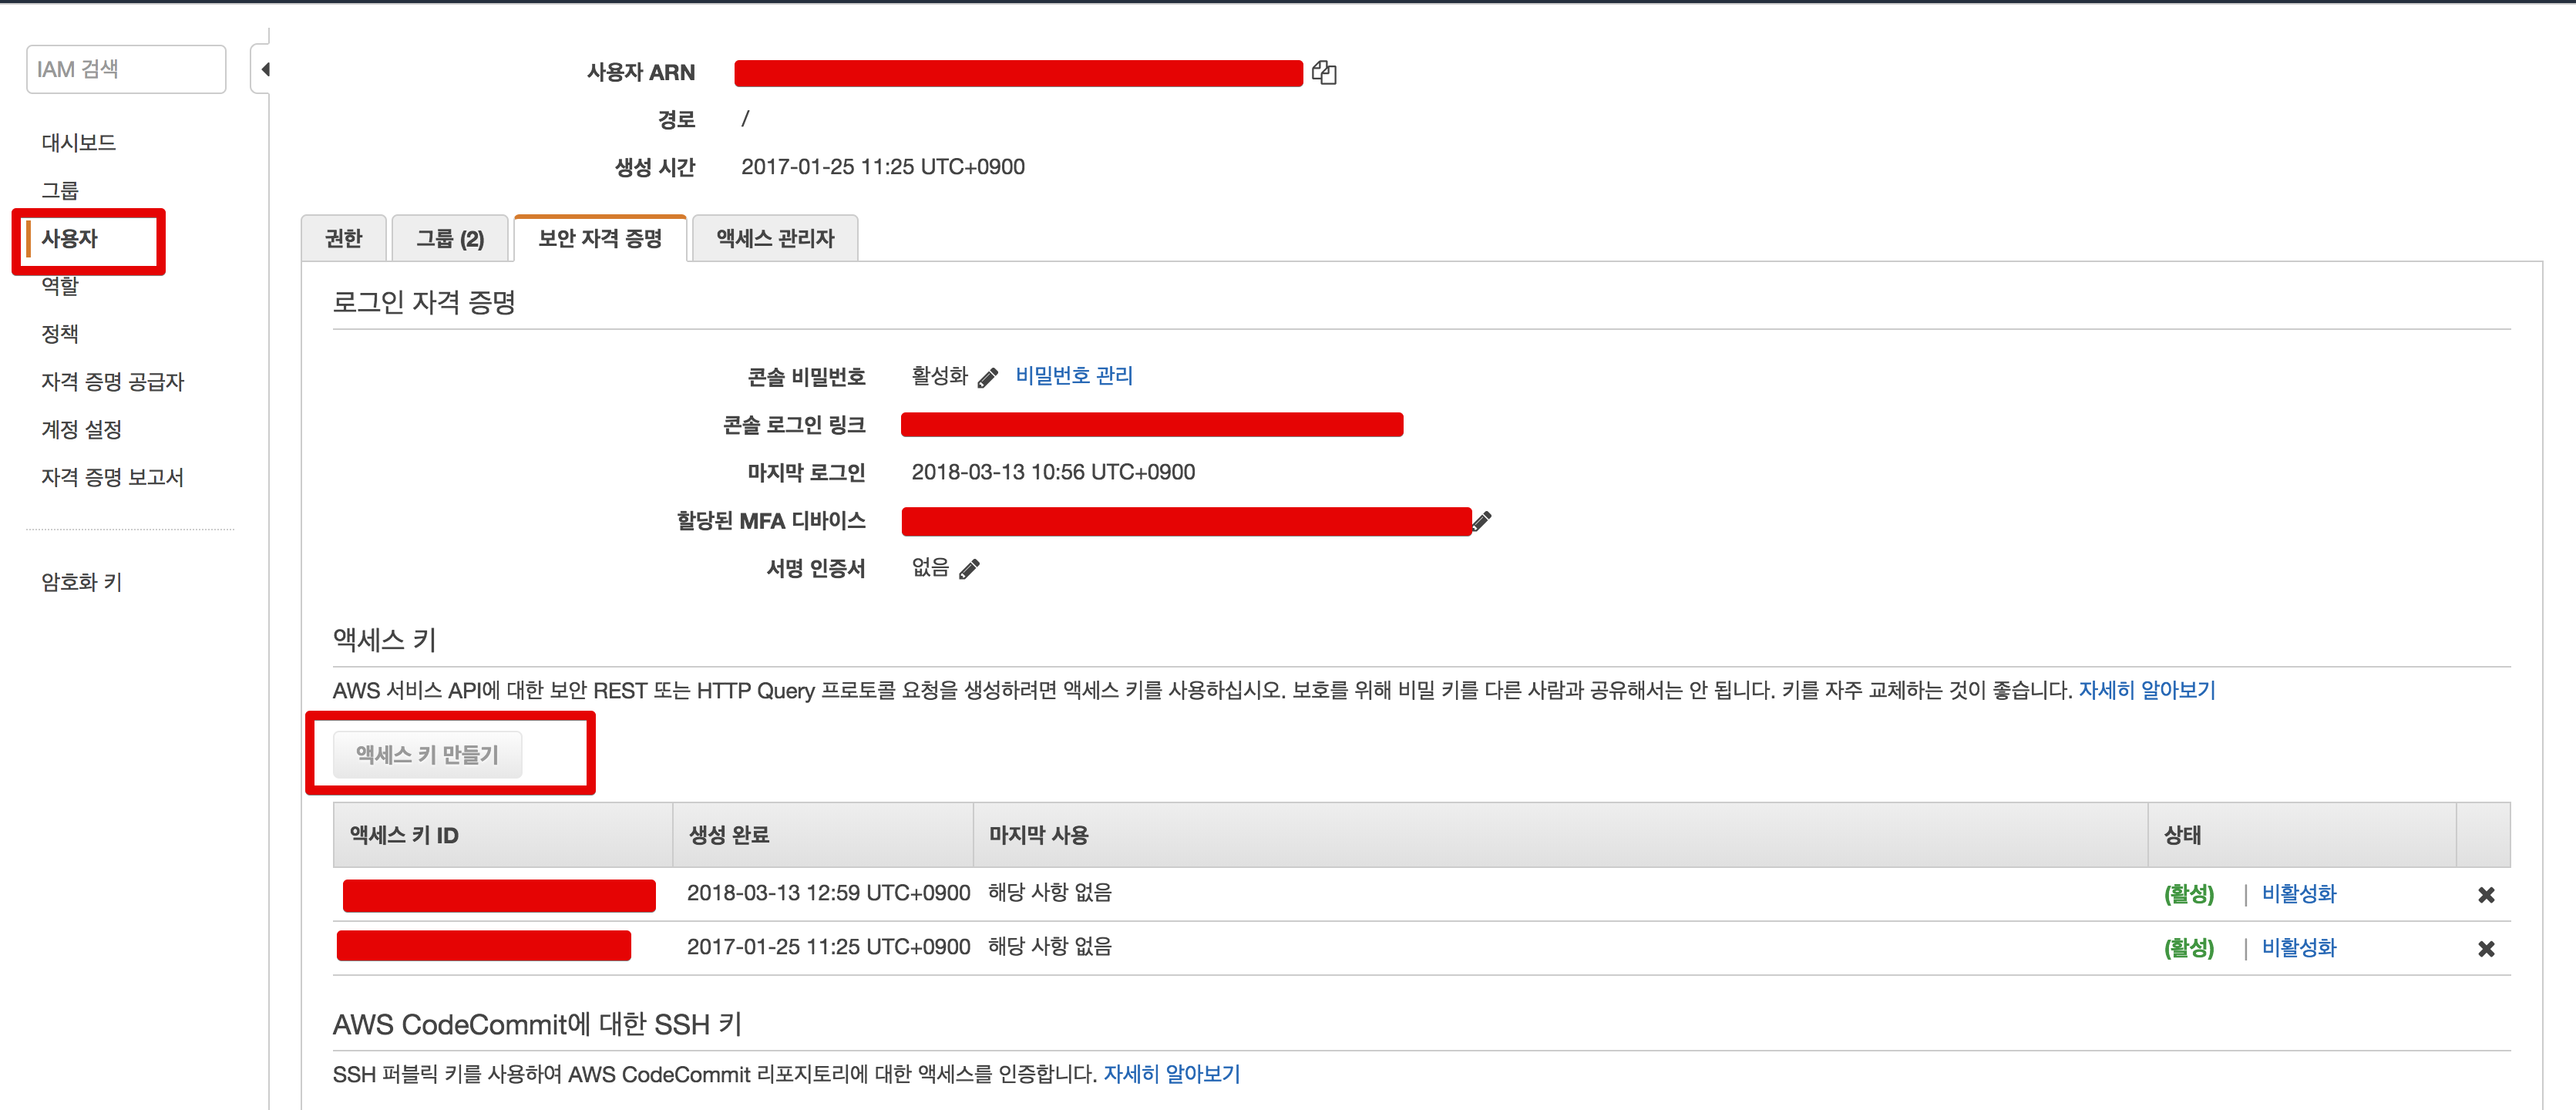 IAM 검색
대시보드
그룹
사용자
역할
정책
자격 증명 공급자
계정 설정
자격 증명 보고서
암호화 키
사용자 ARN
경로 /
생성 시간 2017-01-25 11:25 UTC+0900
권한 그룹 (2) 보안 자격 증명 액세스 관리자
로그인 자격 증명
콘솔 비밀번호 활성화 비밀번호 관리
콘솔 로그인 링크
마지막 로그인 2018-03-13 10:56 UTC+0900
할당된 MFA 디바이스
서명 인증서 없음
액세스 키
AWS 서비스 API에 대한 보안 REST 또는 HTTP Query 프로토콜 요청을 생성하려면 액세스 키를 사용하십시오. 보호를 위해 비밀 키를 다른 사람과 공유해서는 안 됩니다. 키를 자주 교체하는 것이 좋습니다. 자세히 알아보기
액세스 키 만들기
액세스 키 ID 생성 완료 마지막 사용 상태
2018-03-13 12:59 UTC+0900 해당 사항 없음 (활성) | 비활성화
2017-01-25 11:25 UTC+0900 해당 사항 없음 (활성) | 비활성화
AWS CodeCommit에 대한 SSH 키
SSH 퍼블릭 키를 사용하여 AWS CodeCommit 리포지토리에 대한 액세스를 인증합니다. 자세히 알아보기